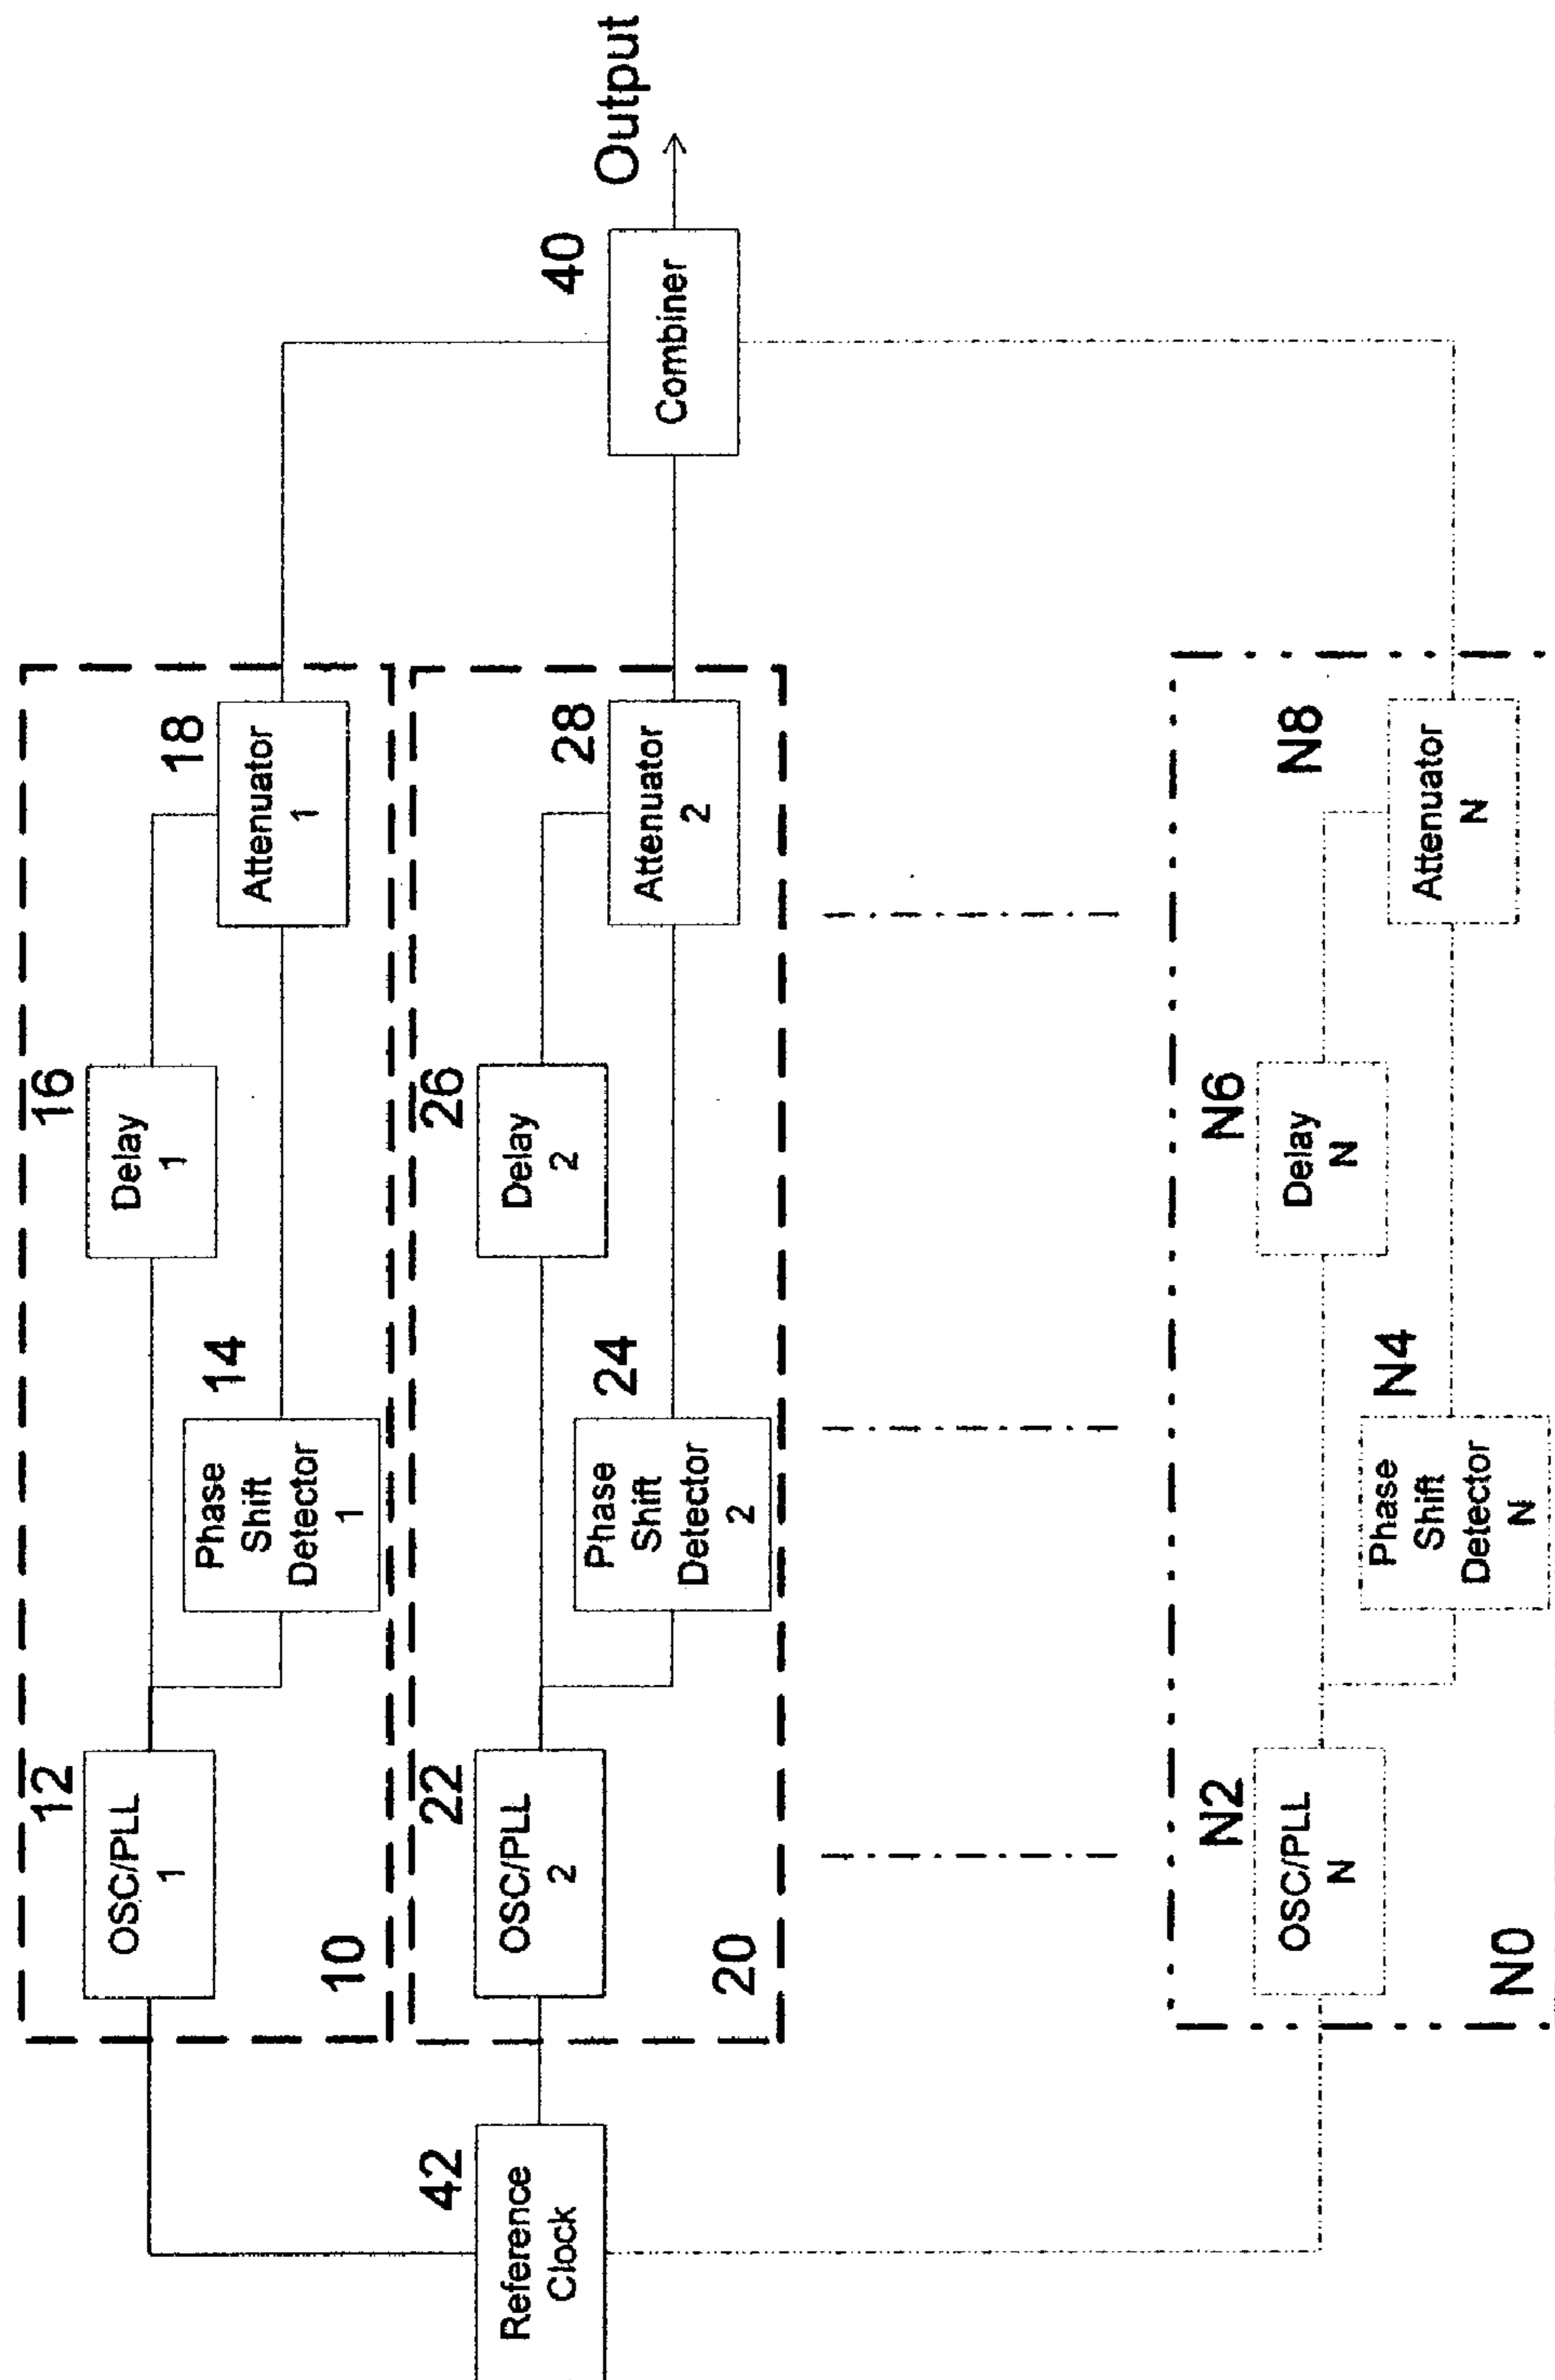 12
16
OSC/PLL
1
Delay
1
14
18
Phase
Shift
Detector
1
Attenuator
1
10
42
Reference
Clock
22
26
OSC/PLL
2
Delay
2
24
28
Phase
Shift
Detector
2
Attenuator
2
20
40
Combiner
Output
N2
N6
OSC/PLL
N
Delay
N
N4
N8
Phase
Shift
Detector
N
Attenuator
N
N0